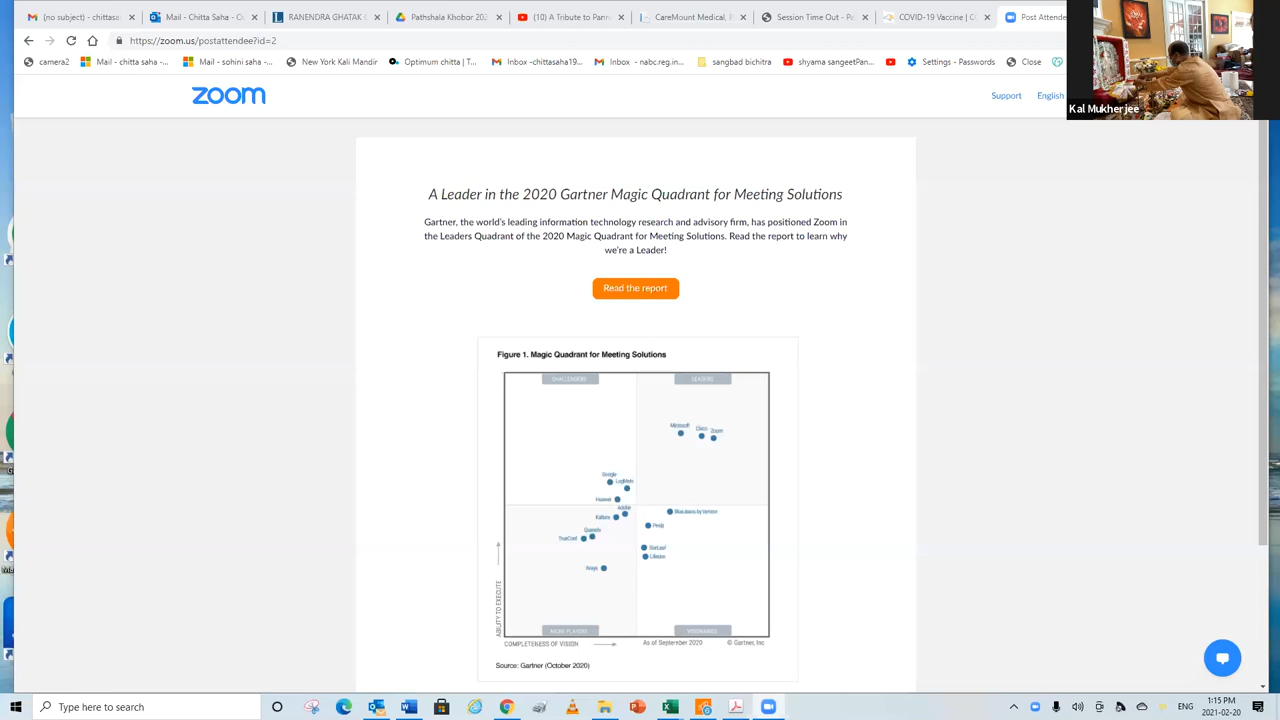 (no subject) - chittasah
Mail - Chitta Saha - Ou
RANENDRA GHATAK -
Pathshala Khobor 202
(10) A Tribute to Panna
CareMount Medical, P
Session Time Out - Pa
COVID-19 Vaccine | C
Post Attende
https://zoom.us/postattendee?id=2
camera2
Mail - chitta saha -...
Mail - sohini saha -...
New York Kali Mandir
Optimum chitta | T...
Inbox -chittasaha19...
Inbox - nabc.reg.in...
sangbad bichitra
shyama sangeetPan...
Settings - Passwords
Close
Kal Mukherjee
zoom
Support
English
A Leader in the 2020 Gartner Magic Quadrant for Meeting Solutions
Gartner, the world's leading information technology research and advisory firm, has positioned Zoom in
the Leaders Quadrant of the 2020 Magic Quadrant for Meeting Solutions. Read the report to learn why
we're a Leader!
Read the report
Figure 1. Magic Quadrant for Meeting Solutions
CHALLENGERS
LEADERS
Microsoft
Cisco
Zoom
Google
LogMeIn
Huawei
Adobe
Kaltura
BlueJeans by Verizon
Pexip
TrueConf
StarLeaf
Lifesize
Avaya
ABILITY TO EXECUTE
NICHE PLAYERS
VISIONARIES
COMPLETENESS OF VISION
As of September 2020
© Gartner, Inc
Source: Gartner (October 2020)
Type here to search
ENG
1:15 PM
2021-02-20